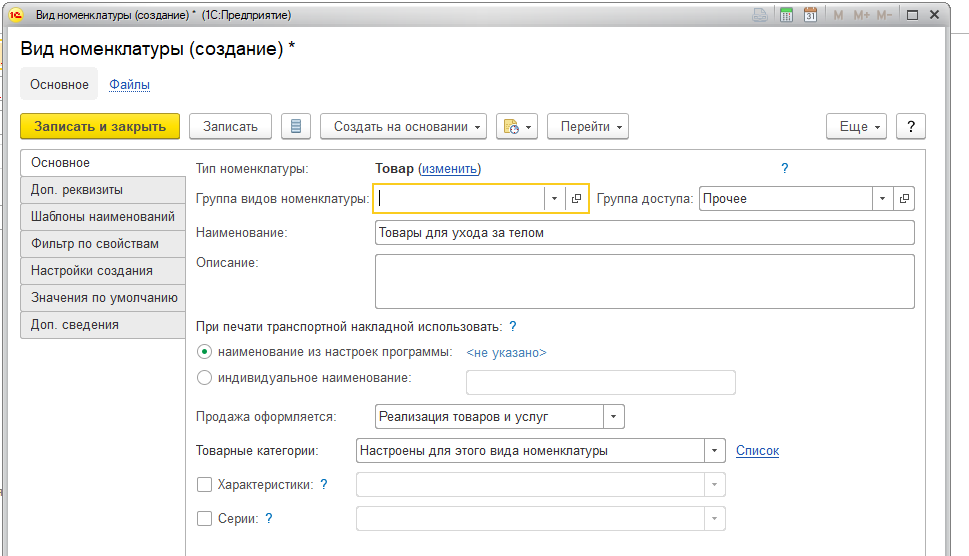 Вид номенклатуры (создание) * (1С:Предприятие) 31 M M+ M-
Вид номенклатуры (создание) *
Основное Файлы
Записать и закрыть Записать Создать на основании Перейти Еще ?
Основное
Доп. реквизиты
Шаблоны наименований
Фильтр по свойствам
Настройки создания
Значения по умолчанию
Доп. сведения
Тип номенклатуры: Товар (изменить) ?
Группа видов номенклатуры: Группа доступа: Прочее
Наименование: Товары для ухода за телом
Описание:
При печати транспортной накладной использовать: ?
наименование из настроек программы: <не указано>
индивидуальное наименование:
Продажа оформляется: Реализация товаров и услуг
Товарные категории: Настроены для этого вида номенклатуры Список
Характеристики: ?
Серии: ?